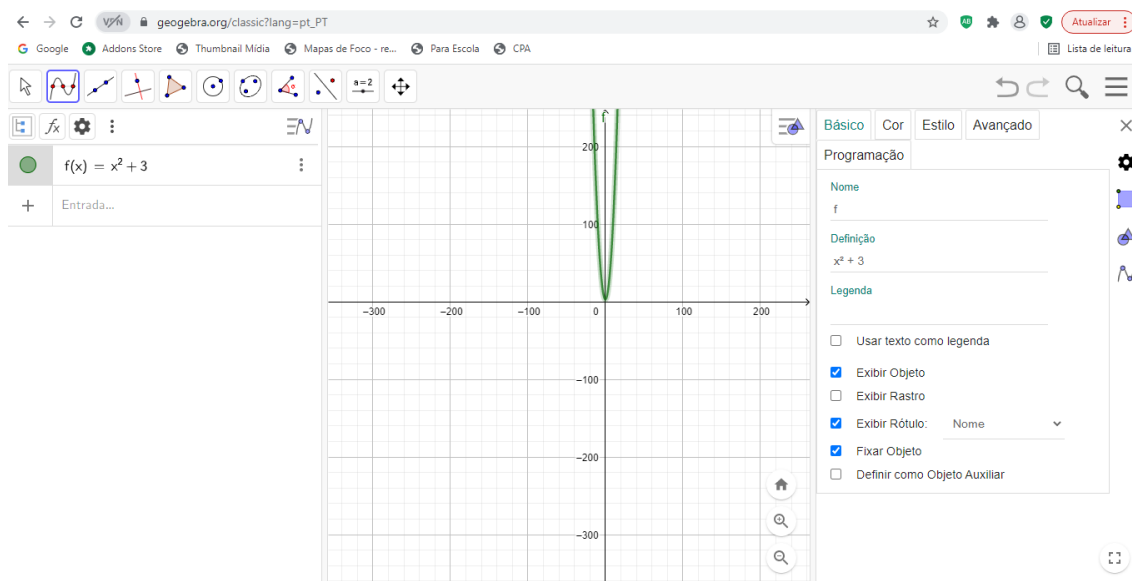 VPN geogebra.org/classic?lang=pt_PT AB Atualizar
G Google Addons Store Thumbnail Mídia Mapas de Foco - re... Para Escola CPA Lista de leitura
a=2
fx
f(x) = x² + 3
Entrada...
f
200
100
−300 −200 −100 0 100 200
−100
−200
−300
Básico Cor Estilo Avançado
Programação
Nome
f
Definição
x² + 3
Legenda
Usar texto como legenda
Exibir Objeto
Exibir Rastro
Exibir Rótulo: Nome
Fixar Objeto
Definir como Objeto Auxiliar